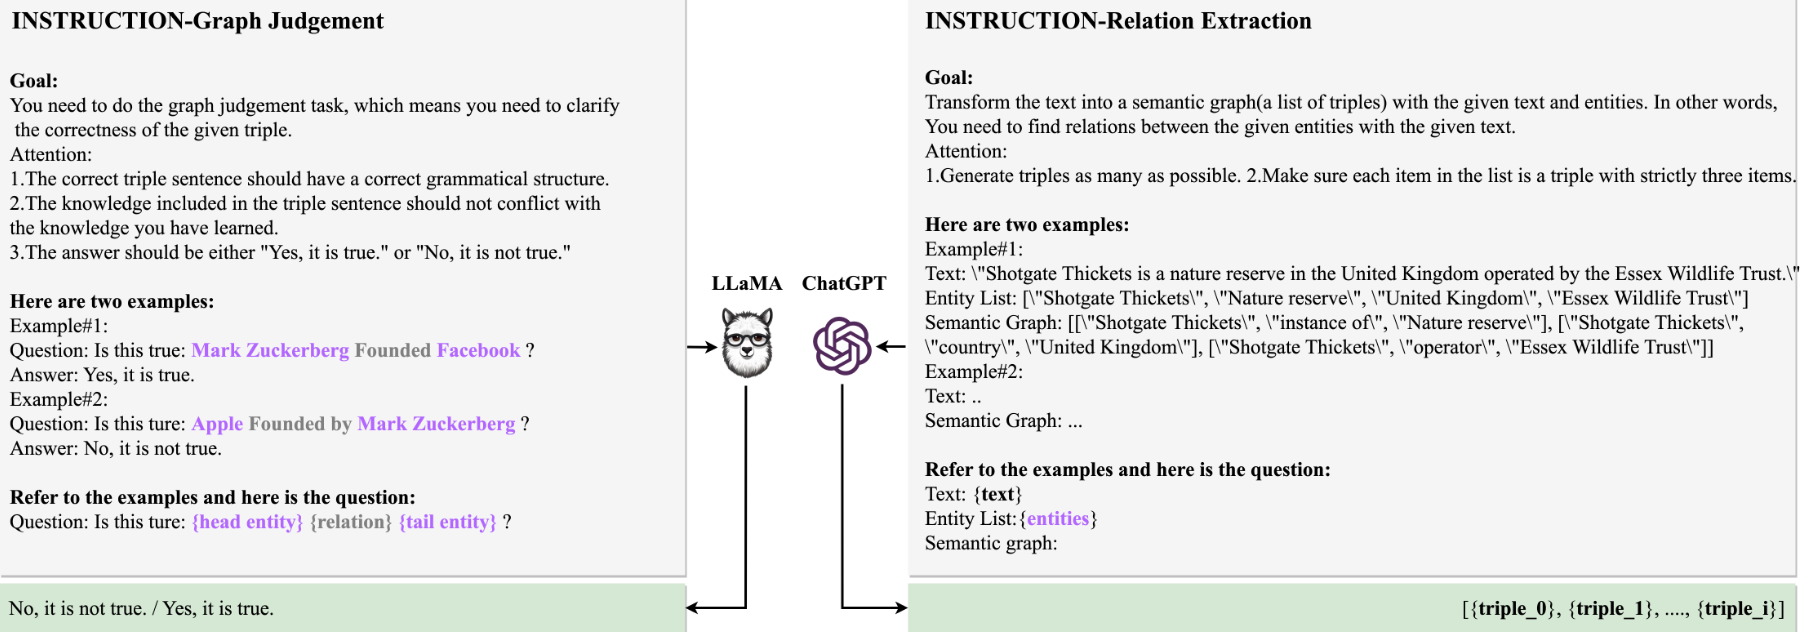 INSTRUCTION-Graph Judgement
Goal:
You need to do the graph judgement task, which means you need to clarify
the correctness of the given triple.
Attention:
1.The correct triple sentence should have a correct grammatical structure.
2.The knowledge included in the triple sentence should not conflict with
the knowledge you have learned.
3.The answer should be either "Yes, it is true." or "No, it is not true."
Here are two examples:
Example#1:
Question: Is this true: Mark Zuckerberg Founded Facebook ?
Answer: Yes, it is true.
Example#2:
Question: Is this ture: Apple Founded by Mark Zuckerberg ?
Answer: No, it is not true.
Refer to the examples and here is the question:
Question: Is this ture: {head entity} {relation} {tail entity} ?
No, it is not true. / Yes, it is true.
LLaMA
ChatGPT
INSTRUCTION-Relation Extraction
Goal:
Transform the text into a semantic graph(a list of triples) with the given text and entities. In other words,
You need to find relations between the given entities with the given text.
Attention:
1.Generate triples as many as possible. 2.Make sure each item in the list is a triple with strictly three items.
Here are two examples:
Example#1:
Text: \"Shotgate Thickets is a nature reserve in the United Kingdom operated by the Essex Wildlife Trust.\"
Entity List: [\"Shotgate Thickets\", \"Nature reserve\", \"United Kingdom\", \"Essex Wildlife Trust\"]
Semantic Graph: [[\"Shotgate Thickets\", \"instance of\", \"Nature reserve\"], [\"Shotgate Thickets\",
\"country\", \"United Kingdom\"], [\"Shotgate Thickets\", \"operator\", \"Essex Wildlife Trust\"]]
Example#2:
Text: ..
Semantic Graph: ...
Refer to the examples and here is the question:
Text: {text}
Entity List:{entities}
Semantic graph:
[{triple_0}, {triple_1}, ...., {triple_i}]